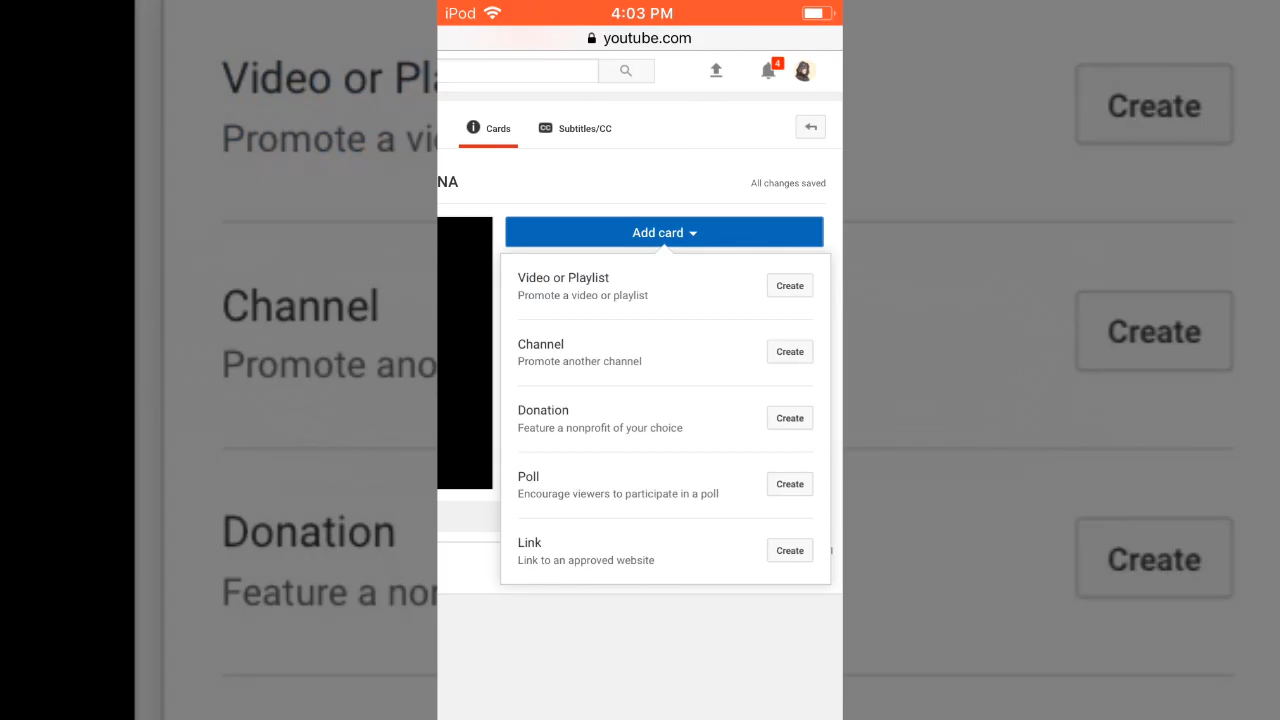 iPod 4:03 PM
youtube.com
4
Cards Subtitles/CC
NA All changes saved
Add card
Video or Playlist
Promote a video or playlist
Create
Channel
Promote another channel
Create
Donation
Feature a nonprofit of your choice
Create
Poll
Encourage viewers to participate in a poll
Create
Link
Link to an approved website
Create
Video or Pla
Promote a vi
Create
Channel
Promote ano
Create
Donation
Feature a nor
Create